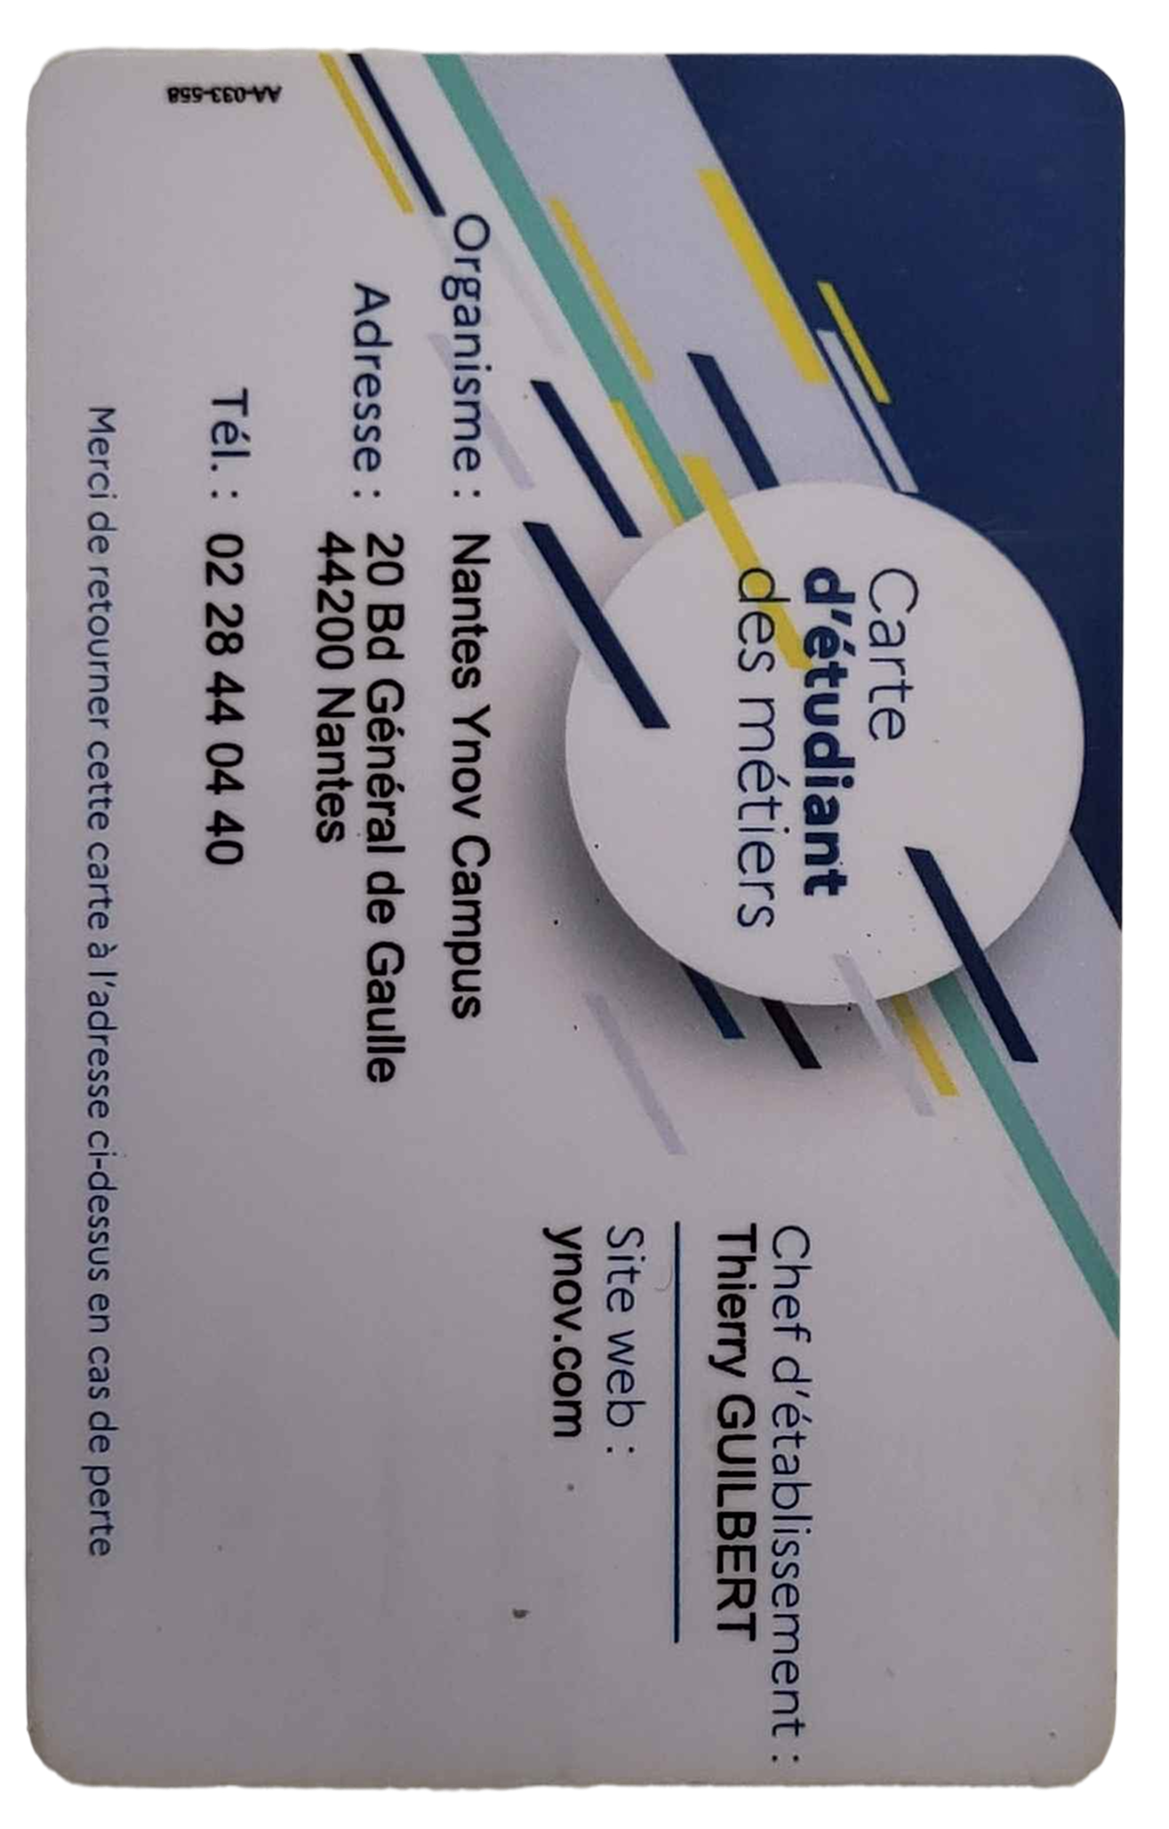 Carte
d'étudiant
des métiers
Chef d'établissement :
Thierry GUILBERT
Site web :
ynov.com
Organisme : Nantes Ynov Campus
Adresse : 20 Bd Général de Gaulle
44200 Nantes
Tél. : 02 28 44 04 40
Merci de retourner cette carte à l'adresse ci-dessus en cas de perte
AA-033-558